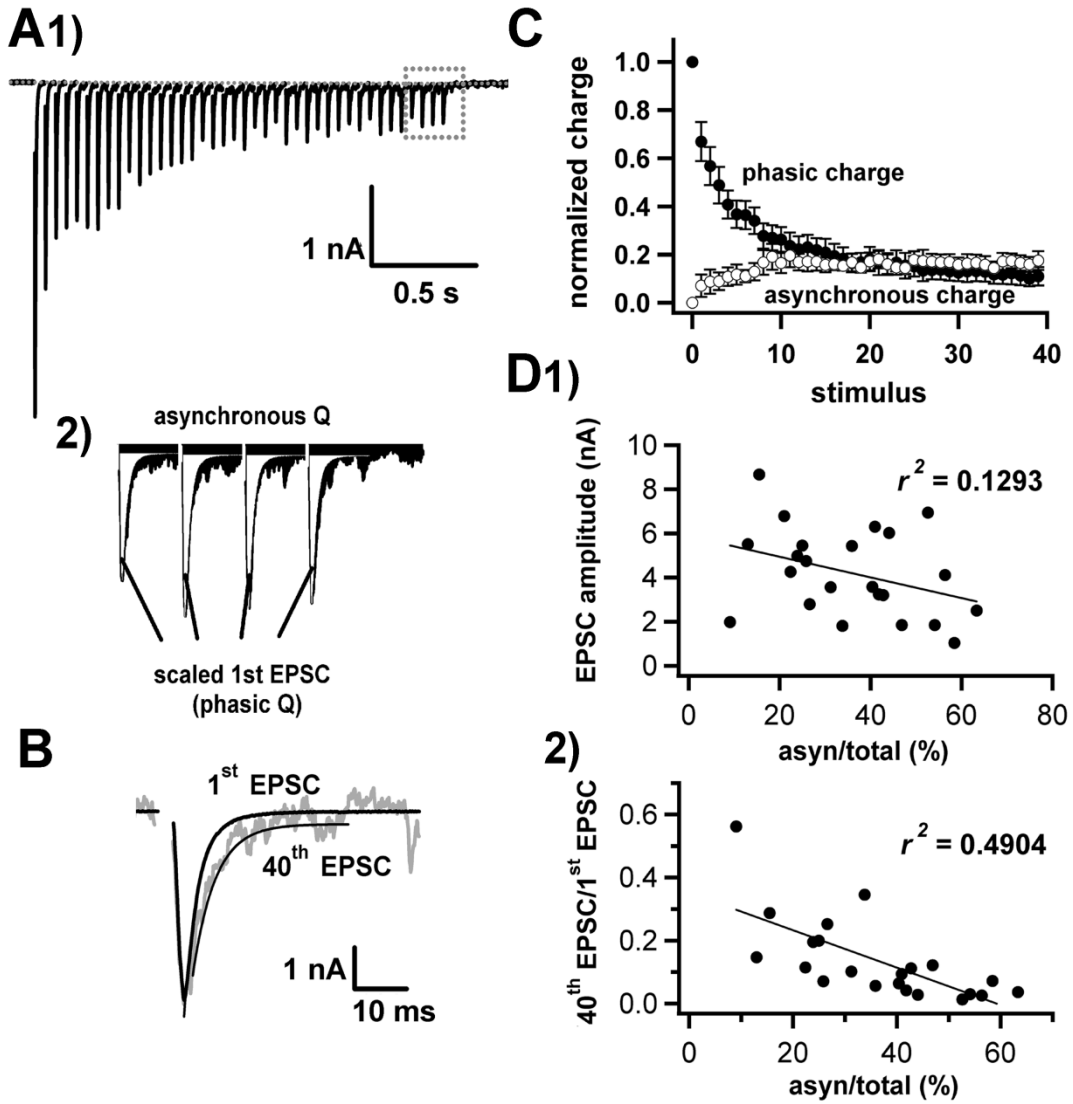 A1)
1 nA
0.5 s
2)
asynchronous Q
scaled 1st EPSC
(phasic Q)
B
1st EPSC
40th EPSC
1 nA
10 ms
C
normalized charge
1.0
0.8
0.6
0.4
0.2
0.0
phasic charge
asynchronous charge
0 10 20 30 40
stimulus
D1)
EPSC amplitude (nA)
10
8
6
4
2
0
r² = 0.1293
0 20 40 60 80
asyn/total (%)
2)
40th EPSC/1st EPSC
0.6
0.4
0.2
0.0
r² = 0.4904
0 20 40 60
asyn/total (%)